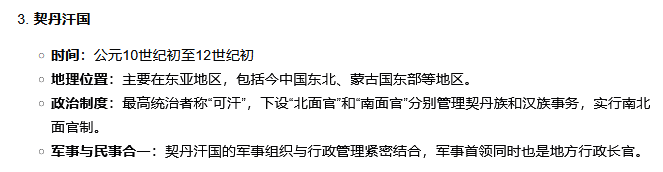 3. 契丹汗国
时间：公元10世纪初至12世纪初
地理位置：主要在东亚地区，包括今中国东北、蒙古国东部等地区。
政治制度：最高统治者称“可汗”，下设“北面官”和“南面官”分别管理契丹族和汉族事务，实行南北
面官制。
军事与民事合一：契丹汗国的军事组织与行政管理紧密结合，军事首领同时也是地方行政长官。